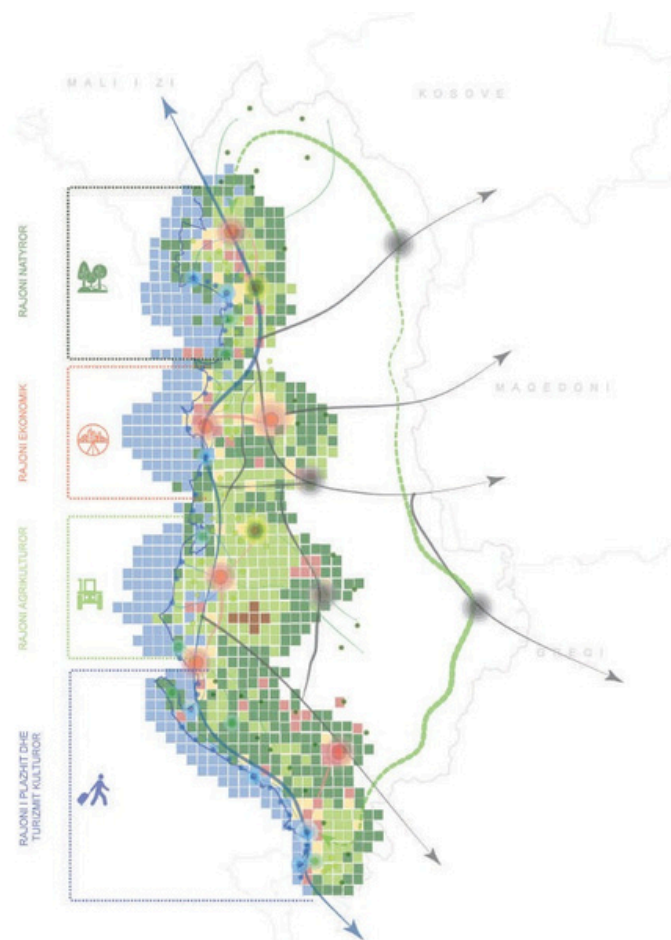 MALI I ZI
KOSOVE
RAJONI NATYROR
RAJONI EKONOMIK
MAQEDONI
RAJONI AGRIKULTUROR
GREQI
RAJONI I PLAZHIT DHE
TURIZMIT KULTUROR